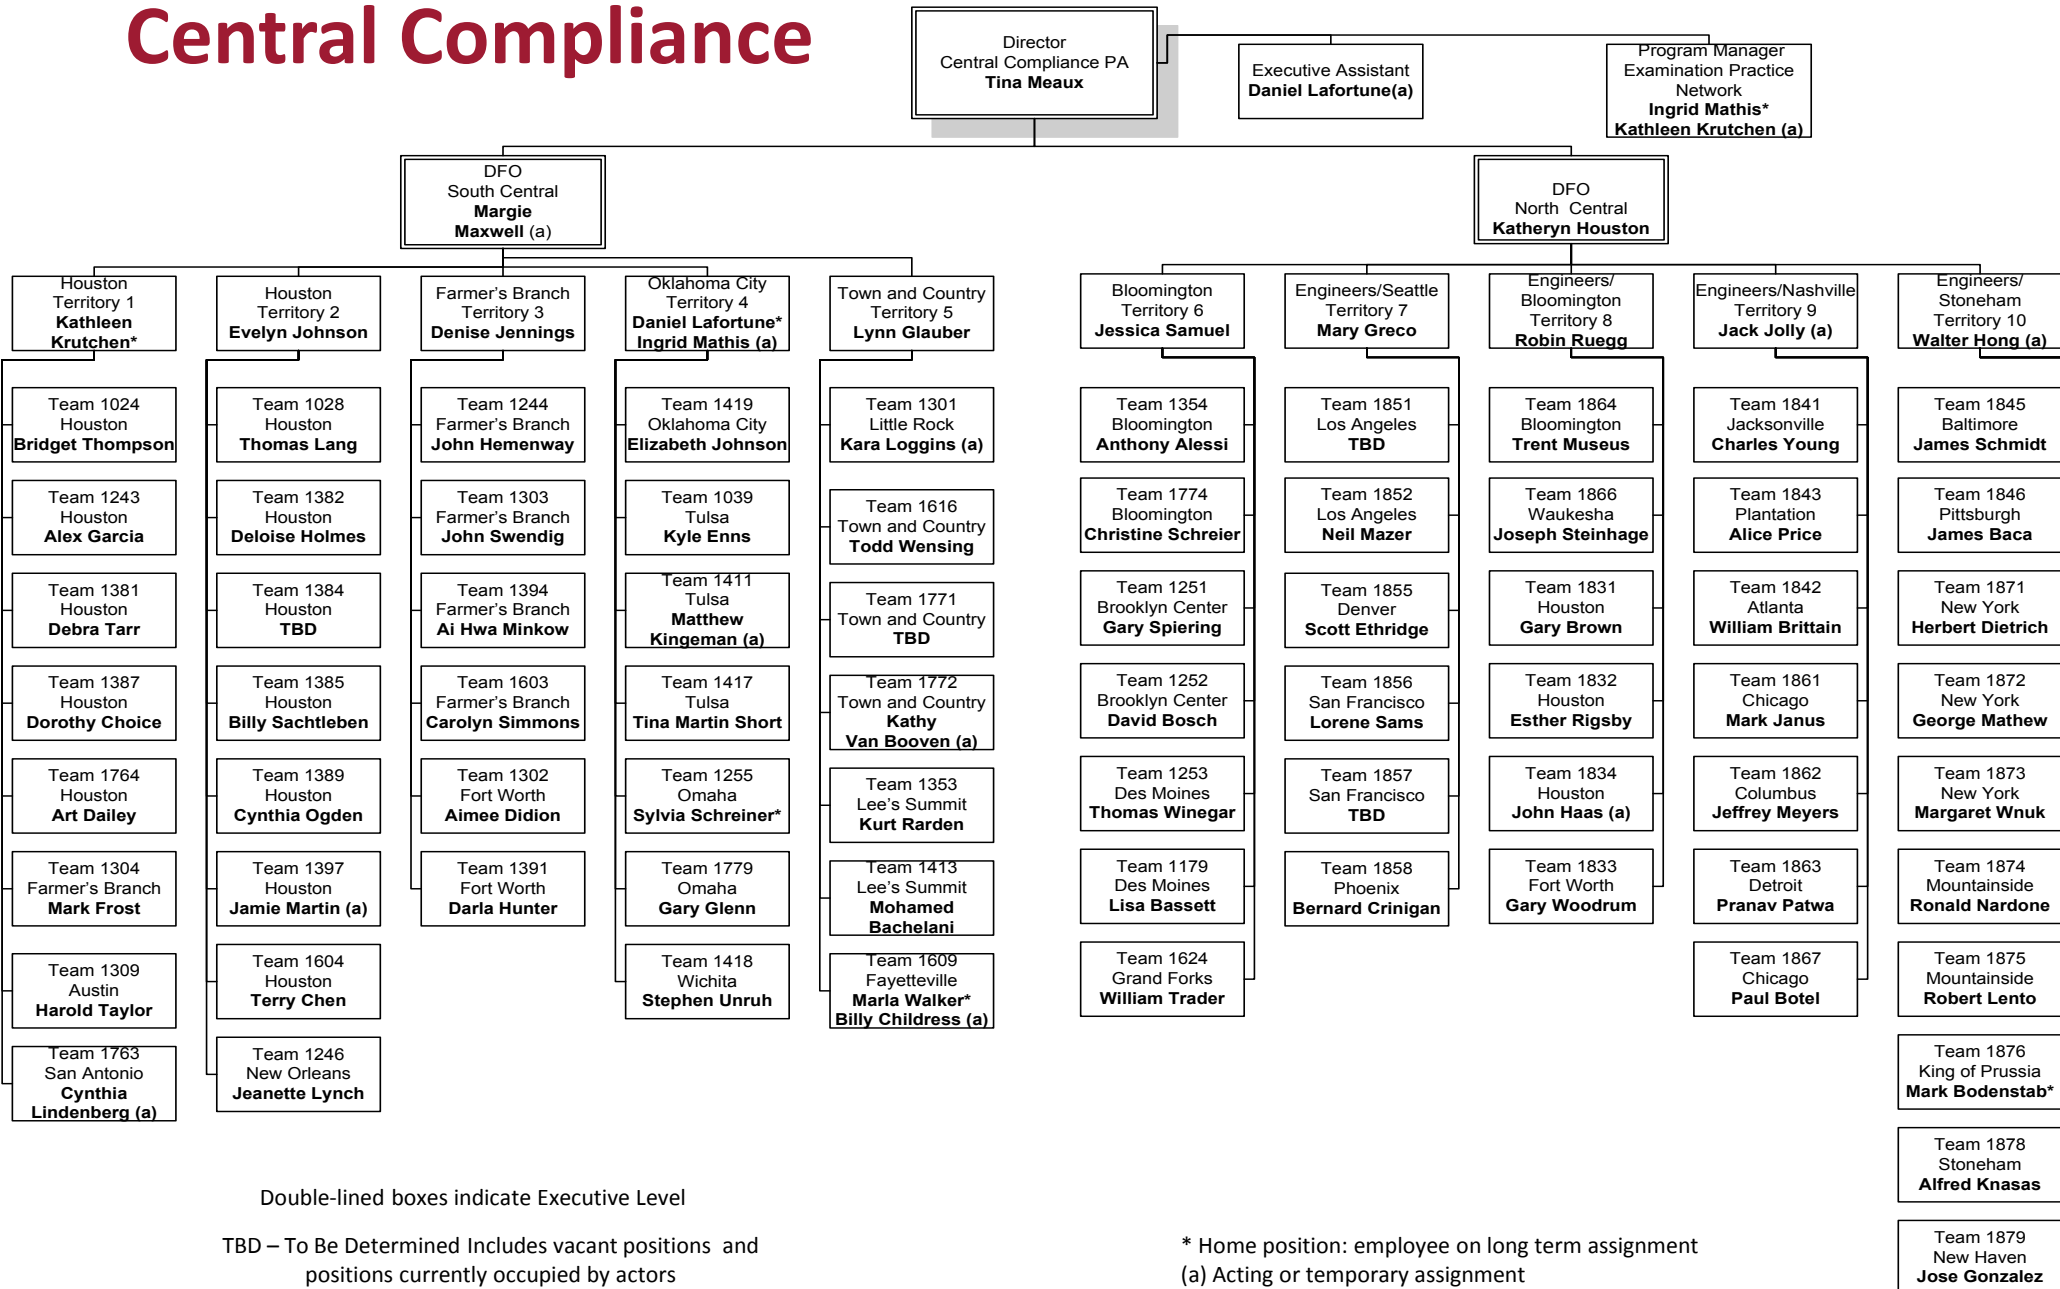 Central Compliance
Director
Central Compliance PA
Tina Meaux
Executive Assistant
Daniel Lafortune(a)
Program Manager
Examination Practice
Network
Ingrid Mathis*
Kathleen Krutchen (a)
DFO
South Central
Margie
Maxwell (a)
DFO
North  Central
Katheryn Houston
Houston
Territory 1
Kathleen
Krutchen*
Houston
Territory 2
Evelyn Johnson
Farmer's Branch
Territory 3
Denise Jennings
Oklahoma City
Territory 4
Daniel Lafortune*
Ingrid Mathis (a)
Town and Country
Territory 5
Lynn Glauber
Bloomington
Territory 6
Jessica Samuel
Engineers/Seattle
Territory 7
Mary Greco
Engineers/
Bloomington
Territory 8
Robin Ruegg
Engineers/Nashville
Territory 9
Jack Jolly (a)
Engineers/
Stoneham
Territory 10
Walter Hong (a)
Team 1024
Houston
Bridget Thompson
Team 1243
Houston
Alex Garcia
Team 1381
Houston
Debra Tarr
Team 1387
Houston
Dorothy Choice
Team 1764
Houston
Art Dailey
Team 1304
Farmer's Branch
Mark Frost
Team 1309
Austin
Harold Taylor
Team 1763
San Antonio
Cynthia
Lindenberg (a)
Team 1028
Houston
Thomas Lang
Team 1382
Houston
Deloise Holmes
Team 1384
Houston
TBD
Team 1385
Houston
Billy Sachtleben
Team 1389
Houston
Cynthia Ogden
Team 1397
Houston
Jamie Martin (a)
Team 1604
Houston
Terry Chen
Team 1246
New Orleans
Jeanette Lynch
Team 1244
Farmer's Branch
John Hemenway
Team 1303
Farmer's Branch
John Swendig
Team 1394
Farmer's Branch
Ai Hwa Minkow
Team 1603
Farmer's Branch
Carolyn Simmons
Team 1302
Fort Worth
Aimee Didion
Team 1391
Fort Worth
Darla Hunter
Team 1419
Oklahoma City
Elizabeth Johnson
Team 1039
Tulsa
Kyle Enns
Team 1411
Tulsa
Matthew
Kingeman (a)
Team 1417
Tulsa
Tina Martin Short
Team 1255
Omaha
Sylvia Schreiner*
Team 1779
Omaha
Gary Glenn
Team 1418
Wichita
Stephen Unruh
Team 1301
Little Rock
Kara Loggins (a)
Team 1616
Town and Country
Todd Wensing
Team 1771
Town and Country
TBD
Team 1772
Town and Country
Kathy
Van Booven (a)
Team 1353
Lee's Summit
Kurt Rarden
Team 1413
Lee's Summit
Mohamed
Bachelani
Team 1609
Fayetteville
Marla Walker*
Billy Childress (a)
Team 1354
Bloomington
Anthony Alessi
Team 1774
Bloomington
Christine Schreier
Team 1251
Brooklyn Center
Gary Spiering
Team 1252
Brooklyn Center
David Bosch
Team 1253
Des Moines
Thomas Winegar
Team 1179
Des Moines
Lisa Bassett
Team 1624
Grand Forks
William Trader
Team 1851
Los Angeles
TBD
Team 1852
Los Angeles
Neil Mazer
Team 1855
Denver
Scott Ethridge
Team 1856
San Francisco
Lorene Sams
Team 1857
San Francisco
TBD
Team 1858
Phoenix
Bernard Crinigan
Team 1864
Bloomington
Trent Museus
Team 1866
Waukesha
Joseph Steinhage
Team 1831
Houston
Gary Brown
Team 1832
Houston
Esther Rigsby
Team 1834
Houston
John Haas (a)
Team 1833
Fort Worth
Gary Woodrum
Team 1841
Jacksonville
Charles Young
Team 1843
Plantation
Alice Price
Team 1842
Atlanta
William Brittain
Team 1861
Chicago
Mark Janus
Team 1862
Columbus
Jeffrey Meyers
Team 1863
Detroit
Pranav Patwa
Team 1867
Chicago
Paul Botel
Team 1845
Baltimore
James Schmidt
Team 1846
Pittsburgh
James Baca
Team 1871
New York
Herbert Dietrich
Team 1872
New York
George Mathew
Team 1873
New York
Margaret Wnuk
Team 1874
Mountainside
Ronald Nardone
Team 1875
Mountainside
Robert Lento
Team 1876
King of Prussia
Mark Bodenstab*
Team 1878
Stoneham
Alfred Knasas
Team 1879
New Haven
Jose Gonzalez
Double-lined boxes indicate Executive Level
TBD – To Be Determined Includes vacant positions  and
positions currently occupied by actors
* Home position: employee on long term assignment
(a) Acting or temporary assignment